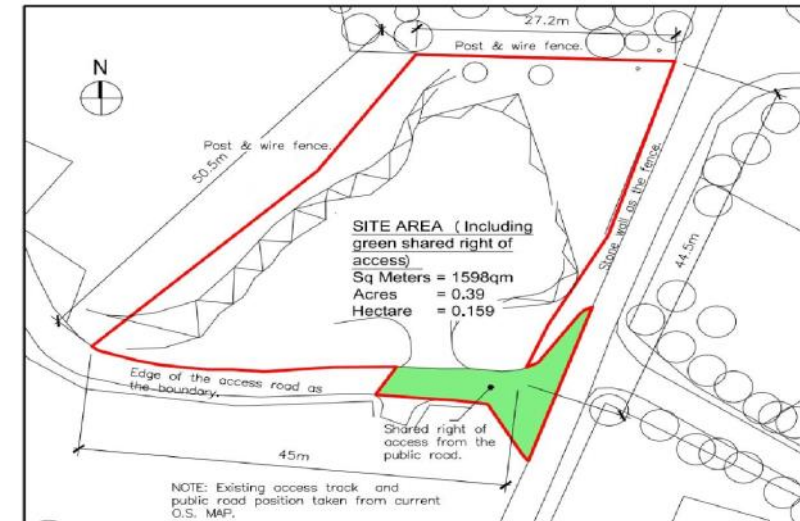 27.2m
N
Post & wire fence.
Post & wire fence.
50.5m
Stone wall as the fence.
44.5m
SITE AREA ( Including
green shared right of
access)
Sq Meters = 1598qm
Acres = 0.39
Hectare = 0.159
Edge of the access road as
the boundary.
Shared right of
access from the
public road.
45m
NOTE: Existing access track and
public road position taken from current
O.S. MAP.